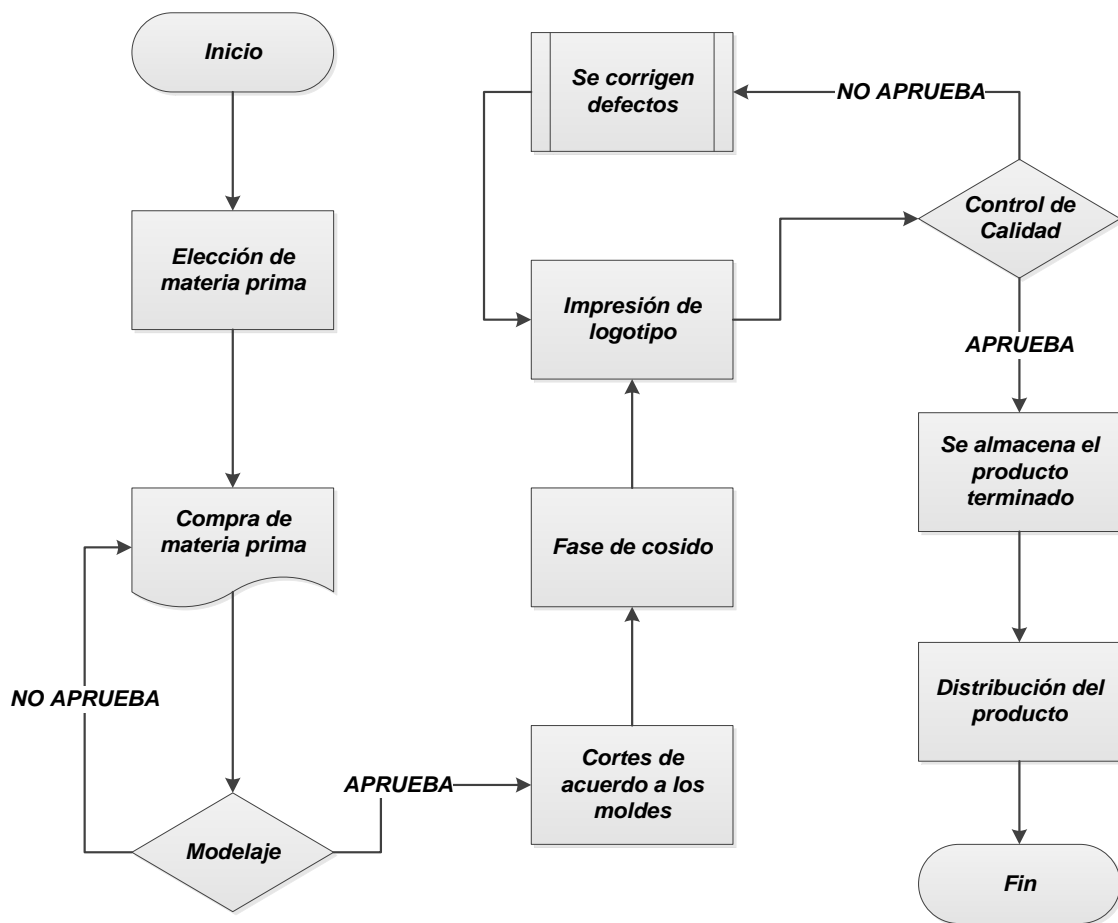 Inicio
Elección de
materia prima
Compra de
materia prima
NO APRUEBA
Modelaje
APRUEBA
Cortes de
acuerdo a los
moldes
Fase de cosido
Impresión de
logotipo
Se corrigen
defectos
NO APRUEBA
Control de
Calidad
APRUEBA
Se almacena el
producto
terminado
Distribución del
producto
Fin